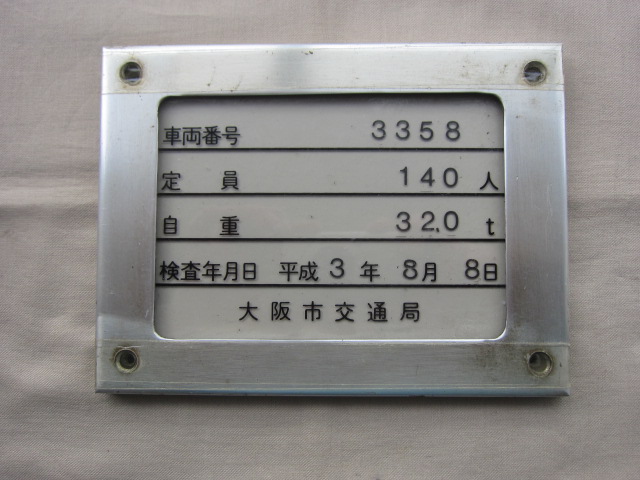 車両番号 3358
定員 140 人
自重 32.0 t
検査年月日 平成 3 年 8月 8日
大阪市交通局